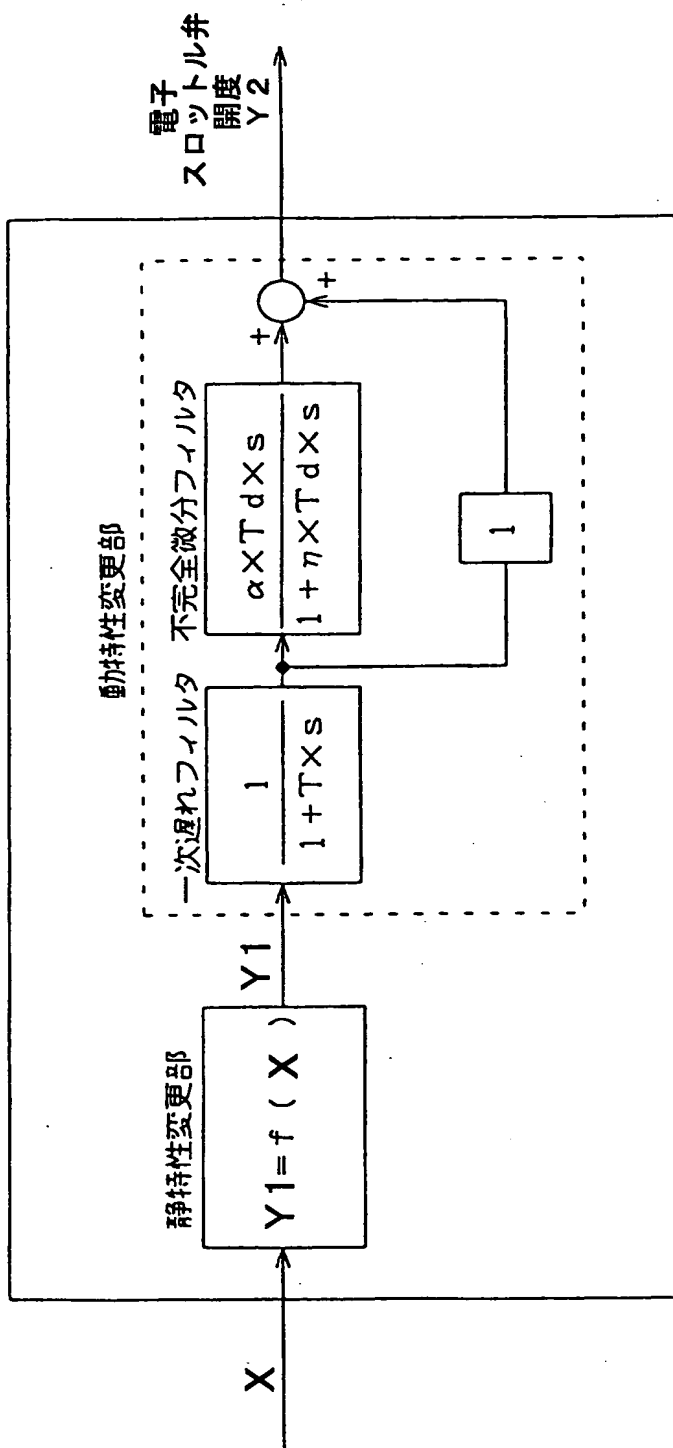 X
静特性変更部
Y1=f(X)
Y1
動特性変更部
一次遅れフィルタ
1
1+T×s
不完全微分フィルタ
α×Td×s
1+η×Td×s
1
+
+
電子
スロットル弁
開度
Y2